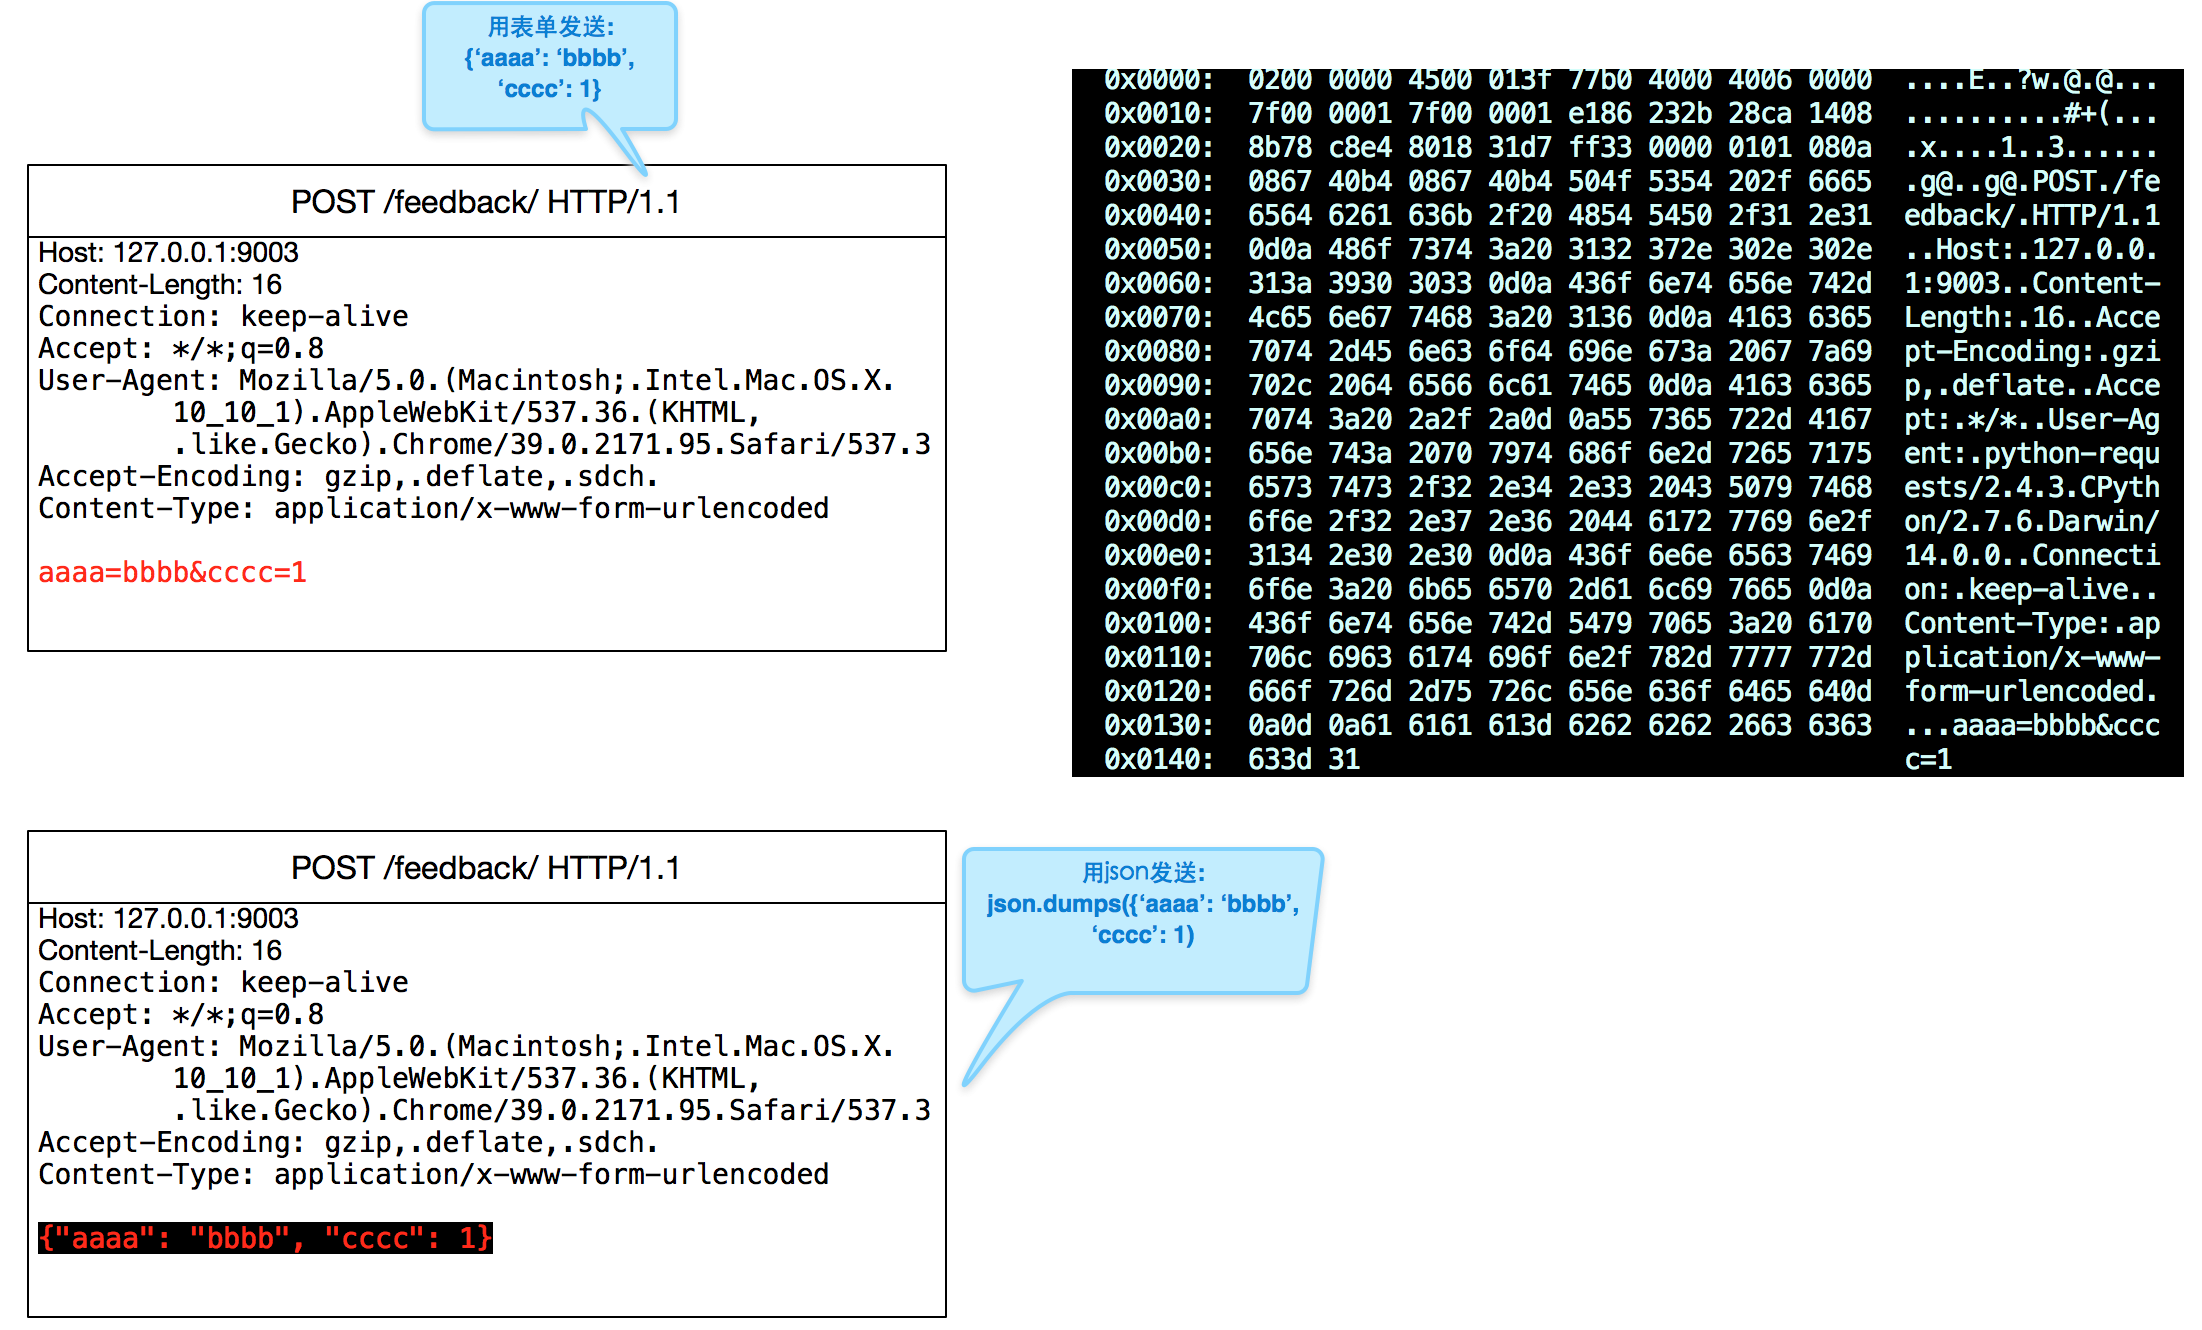 用表单发送:
{‘aaaa’: ‘bbbb’,
‘cccc’: 1}
POST /feedback/ HTTP/1.1
Host: 127.0.0.1:9003
Content-Length: 16
Connection: keep-alive
Accept: */*;q=0.8
User-Agent: Mozilla/5.0.(Macintosh;.Intel.Mac.OS.X.
10_10_1).AppleWebKit/537.36.(KHTML,
.like.Gecko).Chrome/39.0.2171.95.Safari/537.3
Accept-Encoding: gzip,.deflate,.sdch.
Content-Type: application/x-www-form-urlencoded
aaaa=bbbb&cccc=1
0x0000: 0200 0000 4500 013f 77b0 4000 4006 0000 ....E..?w.@.@...
0x0010: 7f00 0001 7f00 0001 e186 232b 28ca 1408 ..........#+(...
0x0020: 8b78 c8e4 8018 31d7 ff33 0000 0101 080a .x....1..3......
0x0030: 0867 40b4 0867 40b4 504f 5354 202f 6665 .g@..g@.POST./fe
0x0040: 6564 6261 636b 2f20 4854 5450 2f31 2e31 edback/.HTTP/1.1
0x0050: 0d0a 486f 7374 3a20 3132 372e 302e 302e ..Host:.127.0.0.
0x0060: 313a 3930 3033 0d0a 436f 6e74 656e 742d 1:9003..Content-
0x0070: 4c65 6e67 7468 3a20 3136 0d0a 4163 6365 Length:.16..Acce
0x0080: 7074 2d45 6e63 6f64 696e 673a 2067 7a69 pt-Encoding:.gzi
0x0090: 702c 2064 6566 6c61 7465 0d0a 4163 6365 p,.deflate..Acce
0x00a0: 7074 3a20 2a2f 2a0d 0a55 7365 722d 4167 pt:.*/*..User-Ag
0x00b0: 656e 743a 2070 7974 686f 6e2d 7265 7175 ent:.python-requ
0x00c0: 6573 7473 2f32 2e34 2e33 2043 5079 7468 ests/2.4.3.CPyth
0x00d0: 6f6e 2f32 2e37 2e36 2044 6172 7769 6e2f on/2.7.6.Darwin/
0x00e0: 3134 2e30 2e30 0d0a 436f 6e6e 6563 7469 14.0.0..Connecti
0x00f0: 6f6e 3a20 6b65 6570 2d61 6c69 7665 0d0a on:.keep-alive..
0x0100: 436f 6e74 656e 742d 5479 7065 3a20 6170 Content-Type:.ap
0x0110: 706c 6963 6174 696f 6e2f 782d 7777 772d plication/x-www-
0x0120: 666f 726d 2d75 726c 656e 636f 6465 640d form-urlencoded.
0x0130: 0a0d 0a61 6161 613d 6262 6262 2663 6363 ...aaaa=bbbb&ccc
0x0140: 633d 31 c=1
POST /feedback/ HTTP/1.1
Host: 127.0.0.1:9003
Content-Length: 16
Connection: keep-alive
Accept: */*;q=0.8
User-Agent: Mozilla/5.0.(Macintosh;.Intel.Mac.OS.X.
10_10_1).AppleWebKit/537.36.(KHTML,
.like.Gecko).Chrome/39.0.2171.95.Safari/537.3
Accept-Encoding: gzip,.deflate,.sdch.
Content-Type: application/x-www-form-urlencoded
{"aaaa": "bbbb", "cccc": 1}
用json发送:
json.dumps({‘aaaa’: ‘bbbb’,
‘cccc’: 1)